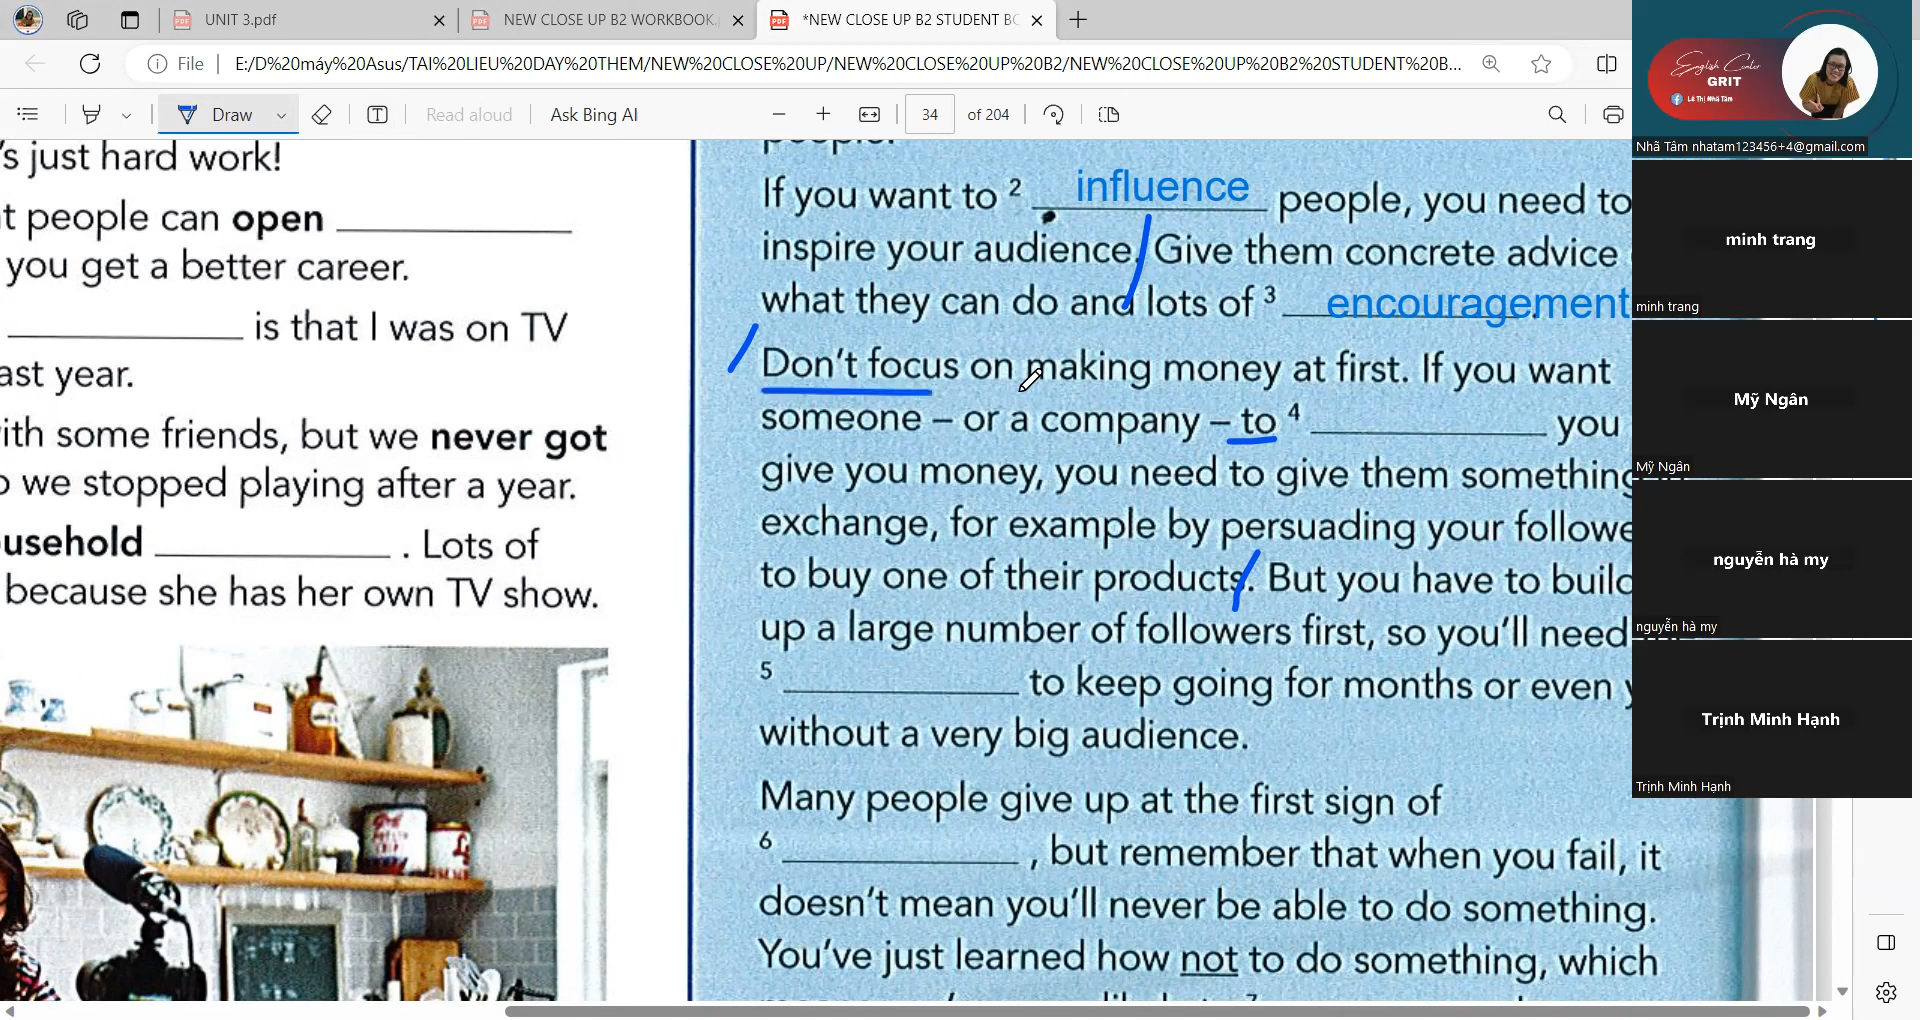 UNIT 3.pdf
NEW CLOSE UP B2 WORKBOOK.
*NEW CLOSE UP B2 STUDENT BO
File
E:/D%20máy%20Asus/TAI%20LIEU%20DAY%20THEM/NEW%20CLOSE%20UP/NEW%20CLOSE%20UP%20B2/NEW%20CLOSE%20UP%20B2%20STUDENT%20B...
Draw
Read aloud
Ask Bing AI
34
of 204
's just hard work!
t people can open
you get a better career.
is that I was on TV
ast year.
ith some friends, but we never got
o we stopped playing after a year.
usehold . Lots of
because she has her own TV show.
people.
If you want to 2 influence people, you need to
inspire your audience. Give them concrete advice
what they can do and lots of 3 encouragement.
Don't focus on making money at first. If you want
someone – or a company – to 4 you
give you money, you need to give them something
exchange, for example by persuading your followe
to buy one of their products. But you have to build
up a large number of followers first, so you'll need
5 to keep going for months or even y
without a very big audience.
Many people give up at the first sign of
6 , but remember that when you fail, it
doesn't mean you'll never be able to do something.
You've just learned how not to do something, which
English Center
GRIT
Lê Thị Nhã Tâm
Nhã Tâm nhatam123456+4@gmail.com
minh trang
minh trang
Mỹ Ngân
Mỹ Ngân
nguyễn hà my
nguyễn hà my
Trịnh Minh Hạnh
Trịnh Minh Hạnh